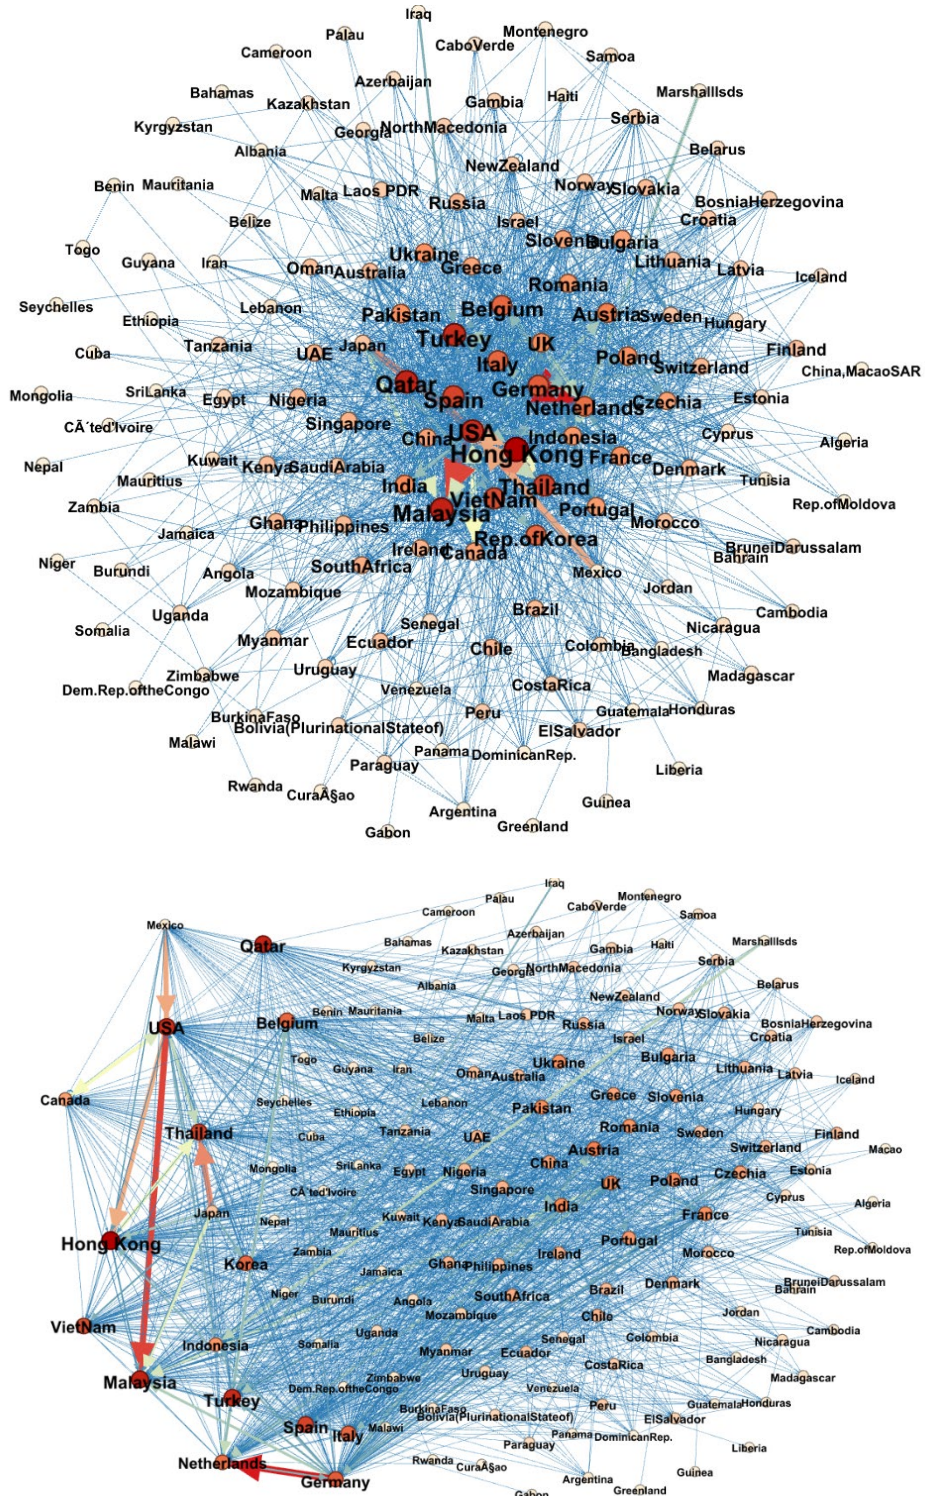 Iraq
Palau
Montenegro
CaboVerde
Cameroon
Samoa
Azerbaijan
Bahamas
Kazakhstan
Gambia
Haiti
MarshallIsds
Kyrgyzstan
Georgia
NorthMacedonia
Serbia
Albania
Belarus
NewZealand
Benin
Mauritania
Malta
Laos PDR
Norway
Slovakia
Russia
BosniaHerzegovina
Belize
Israel
Croatia
Togo
Slovenia
Bulgaria
Ukraine
Guyana
Iran
Oman
Australia
Greece
Lithuania
Latvia
Iceland
Romania
Seychelles
Lebanon
Ethiopia
Pakistan
Belgium
Austria
Sweden
Hungary
Turkey
Tanzania
Japan
UK
Cuba
UAE
Italy
Poland
Switzerland
Finland
China,MacaoSAR
Qatar
Germany
Mongolia
SriLanka
Egypt
Nigeria
Spain
Netherlands
Czechia
Estonia
CÃ´ted'Ivoire
Singapore
China
USA
Indonesia
Cyprus
Algeria
Hong Kong
Nepal
Kuwait
Kenya
SaudiArabia
France
Denmark
Mauritius
India
Thailand
Tunisia
Zambia
VietNam
Malaysia
Portugal
Rep.ofMoldova
Ghana
Philippines
Morocco
Jamaica
Rep.ofKorea
Ireland
Canada
BruneiDarussalam
Bahrain
Niger
Burundi
Angola
SouthAfrica
Mexico
Mozambique
Jordan
Uganda
Brazil
Cambodia
Somalia
Senegal
Nicaragua
Myanmar
Ecuador
Chile
Colombia
Bangladesh
Uruguay
Zimbabwe
Madagascar
Dem.Rep.oftheCongo
Venezuela
CostaRica
BurkinaFaso
Bolivia(PlurinationalStateof)
Peru
Guatemala
Honduras
ElSalvador
Malawi
Panama
DominicanRep.
Paraguay
Liberia
Rwanda
CuraÃ§ao
Guinea
Argentina
Gabon
Greenland
Iraq
Palau
Montenegro
CaboVerde
Cameroon
Samoa
Mexico
Azerbaijan
Qatar
Bahamas
Kazakhstan
Gambia
Haiti
MarshallIsds
Kyrgyzstan
Georgia
NorthMacedonia
Serbia
Albania
Belarus
NewZealand
Benin
Mauritania
Malta
Laos PDR
Norway
Slovakia
USA
Belgium
Russia
BosniaHerzegovina
Belize
Israel
Croatia
Togo
Bulgaria
Ukraine
Guyana
Iran
Oman
Australia
Lithuania
Latvia
Iceland
Canada
Seychelles
Lebanon
Greece
Slovenia
Ethiopia
Pakistan
Hungary
Thailand
Cuba
Tanzania
UAE
Romania
Sweden
Finland
Austria
Switzerland
Macao
Mongolia
SriLanka
Egypt
Nigeria
China
Poland
Czechia
Estonia
CÃ´ted'Ivoire
Singapore
UK
Cyprus
Algeria
Japan
Nepal
Kuwait
Kenya
SaudiArabia
India
France
Mauritius
Tunisia
Hong Kong
Zambia
Portugal
Rep.ofMoldova
Korea
Ghana
Philippines
Ireland
Morocco
Jamaica
Denmark
BruneiDarussalam
Bahrain
Niger
Burundi
Angola
SouthAfrica
Brazil
VietNam
Mozambique
Chile
Jordan
Indonesia
Somalia
Uganda
Senegal
Colombia
Cambodia
Nicaragua
Myanmar
Ecuador
Bangladesh
Malaysia
Uruguay
CostaRica
Zimbabwe
Madagascar
Dem.Rep.oftheCongo
Venezuela
Turkey
BurkinaFaso
Bolivia(PlurinationalStateof)
Peru
Guatemala
Honduras
ElSalvador
Spain
Italy
Malawi
Panama
DominicanRep.
Paraguay
Liberia
Netherlands
Rwanda
CuraÃ§ao
Guinea
Germany
Argentina
Greenland
Gabon